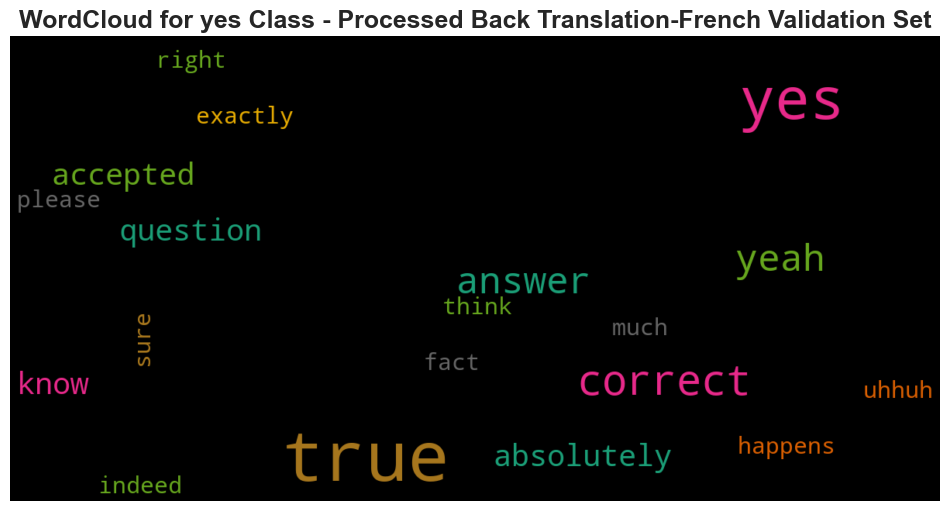 WordCloud for yes Class - Processed Back Translation-French Validation Set
right
yes
exactly
accepted
please
question
yeah
answer
think
much
sure
fact
know
correct
uhhuh
true
absolutely
happens
indeed